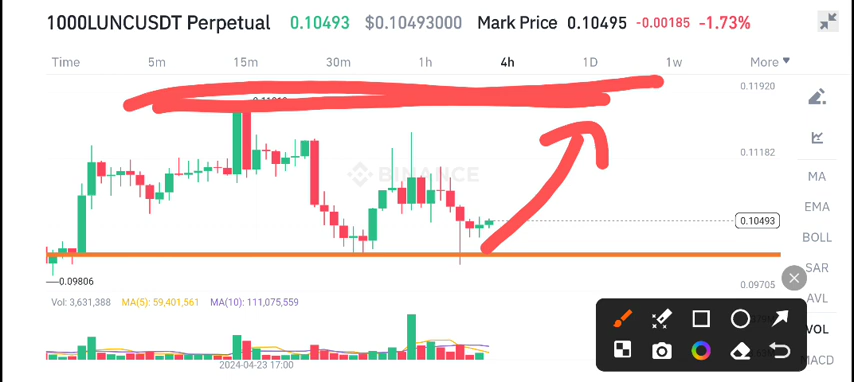 1000LUNCUSDT Perpetual 0.10493 $0.10493000 Mark Price 0.10495 -0.00185 -1.73%
Time 5m 15m 30m 1h 4h 1D 1w More
0.11920
0.11182
BINANCE
MA
EMA
0.10493
BOLL
SAR
0.09806
0.09705
AVL
Vol: 3,631,388 MA(5): 59,401,561 MA(10): 111,075,559
VOL
MACD
2024-04-23 17:00